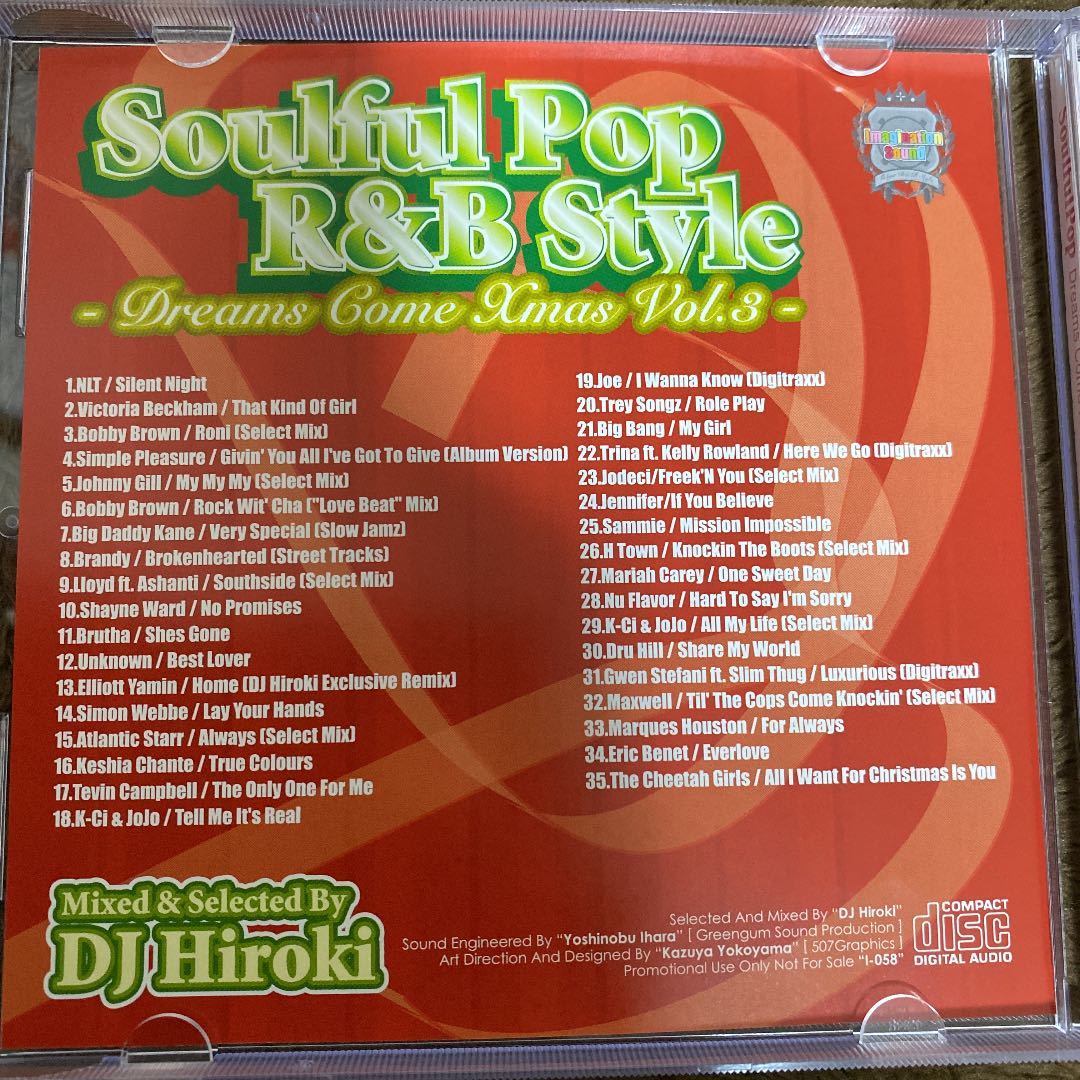 Soulful Pop
R&B Style
- Dreams Come Xmas Vol.3 -
Imagination
Sound
1.NLT / Silent Night
2.Victoria Beckham / That Kind Of Girl
3.Bobby Brown / Roni (Select Mix)
4.Simple Pleasure / Givin' You All I've Got To Give (Album Version)
5.Johnny Gill / My My My (Select Mix)
6.Bobby Brown / Rock Wit' Cha ("Love Beat" Mix)
7.Big Daddy Kane / Very Special (Slow Jamz)
8.Brandy / Brokenhearted (Street Tracks)
9.Lloyd ft. Ashanti / Southside (Select Mix)
10.Shayne Ward / No Promises
11.Brutha / Shes Gone
12.Unknown / Best Lover
13.Elliott Yamin / Home (DJ Hiroki Exclusive Remix)
14.Simon Webbe / Lay Your Hands
15.Atlantic Starr / Always (Select Mix)
16.Keshia Chante / True Colours
17.Tevin Campbell / The Only One For Me
18.K-Ci & JoJo / Tell Me It's Real
19.Joe / I Wanna Know (Digitraxx)
20.Trey Songz / Role Play
21.Big Bang / My Girl
22.Trina ft. Kelly Rowland / Here We Go (Digitraxx)
23.Jodeci/Freek'N You (Select Mix)
24.Jennifer/If You Believe
25.Sammie / Mission Impossible
26.H Town / Knockin The Boots (Select Mix)
27.Mariah Carey / One Sweet Day
28.Nu Flavor / Hard To Say I'm Sorry
29.K-Ci & JoJo / All My Life (Select Mix)
30.Dru Hill / Share My World
31.Gwen Stefani ft. Slim Thug / Luxurious (Digitraxx)
32.Maxwell / Til' The Cops Come Knockin' (Select Mix)
33.Marques Houston / For Always
34.Eric Benet / Everlove
35.The Cheetah Girls / All I Want For Christmas Is You
Mixed & Selected By
DJ Hiroki
Selected And Mixed By "DJ Hiroki"
Sound Engineered By "Yoshinobu Ihara" [ Greengum Sound Production ]
Art Direction And Designed By "Kazuya Yokoyama" [ 507Graphics ]
Promotional Use Only Not For Sale "I-058"
COMPACT
disc
DIGITAL AUDIO